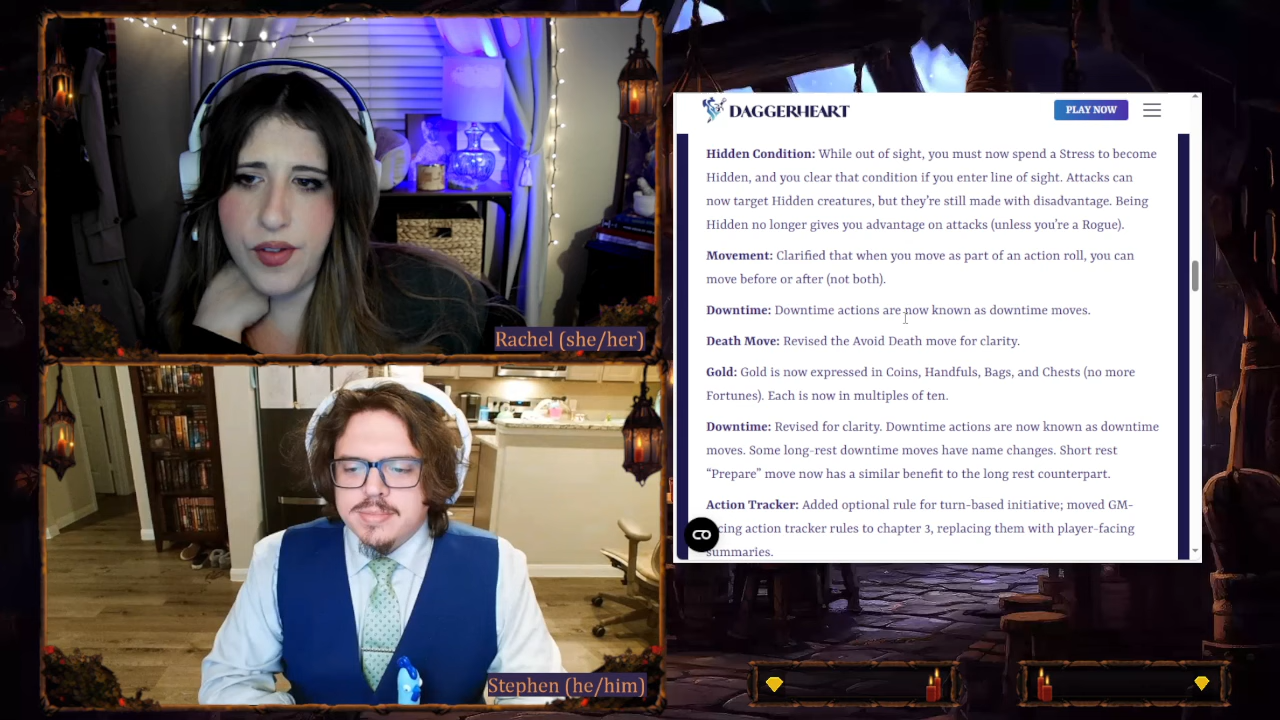 Rachel (she/her)
Stephen (he/him)
DAGGERHEART
PLAY NOW
Hidden Condition: While out of sight, you must now spend a Stress to become
Hidden, and you clear that condition if you enter line of sight. Attacks can
now target Hidden creatures, but they’re still made with disadvantage. Being
Hidden no longer gives you advantage on attacks (unless you’re a Rogue).
Movement: Clarified that when you move as part of an action roll, you can
move before or after (not both).
Downtime: Downtime actions are now known as downtime moves.
Death Move: Revised the Avoid Death move for clarity.
Gold: Gold is now expressed in Coins, Handfuls, Bags, and Chests (no more
Fortunes). Each is now in multiples of ten.
Downtime: Revised for clarity. Downtime actions are now known as downtime
moves. Some long-rest downtime moves have name changes. Short rest
“Prepare” move now has a similar benefit to the long rest counterpart.
Action Tracker: Added optional rule for turn-based initiative; moved GM-
action tracker rules to chapter 3, replacing them with player-facing
summaries.